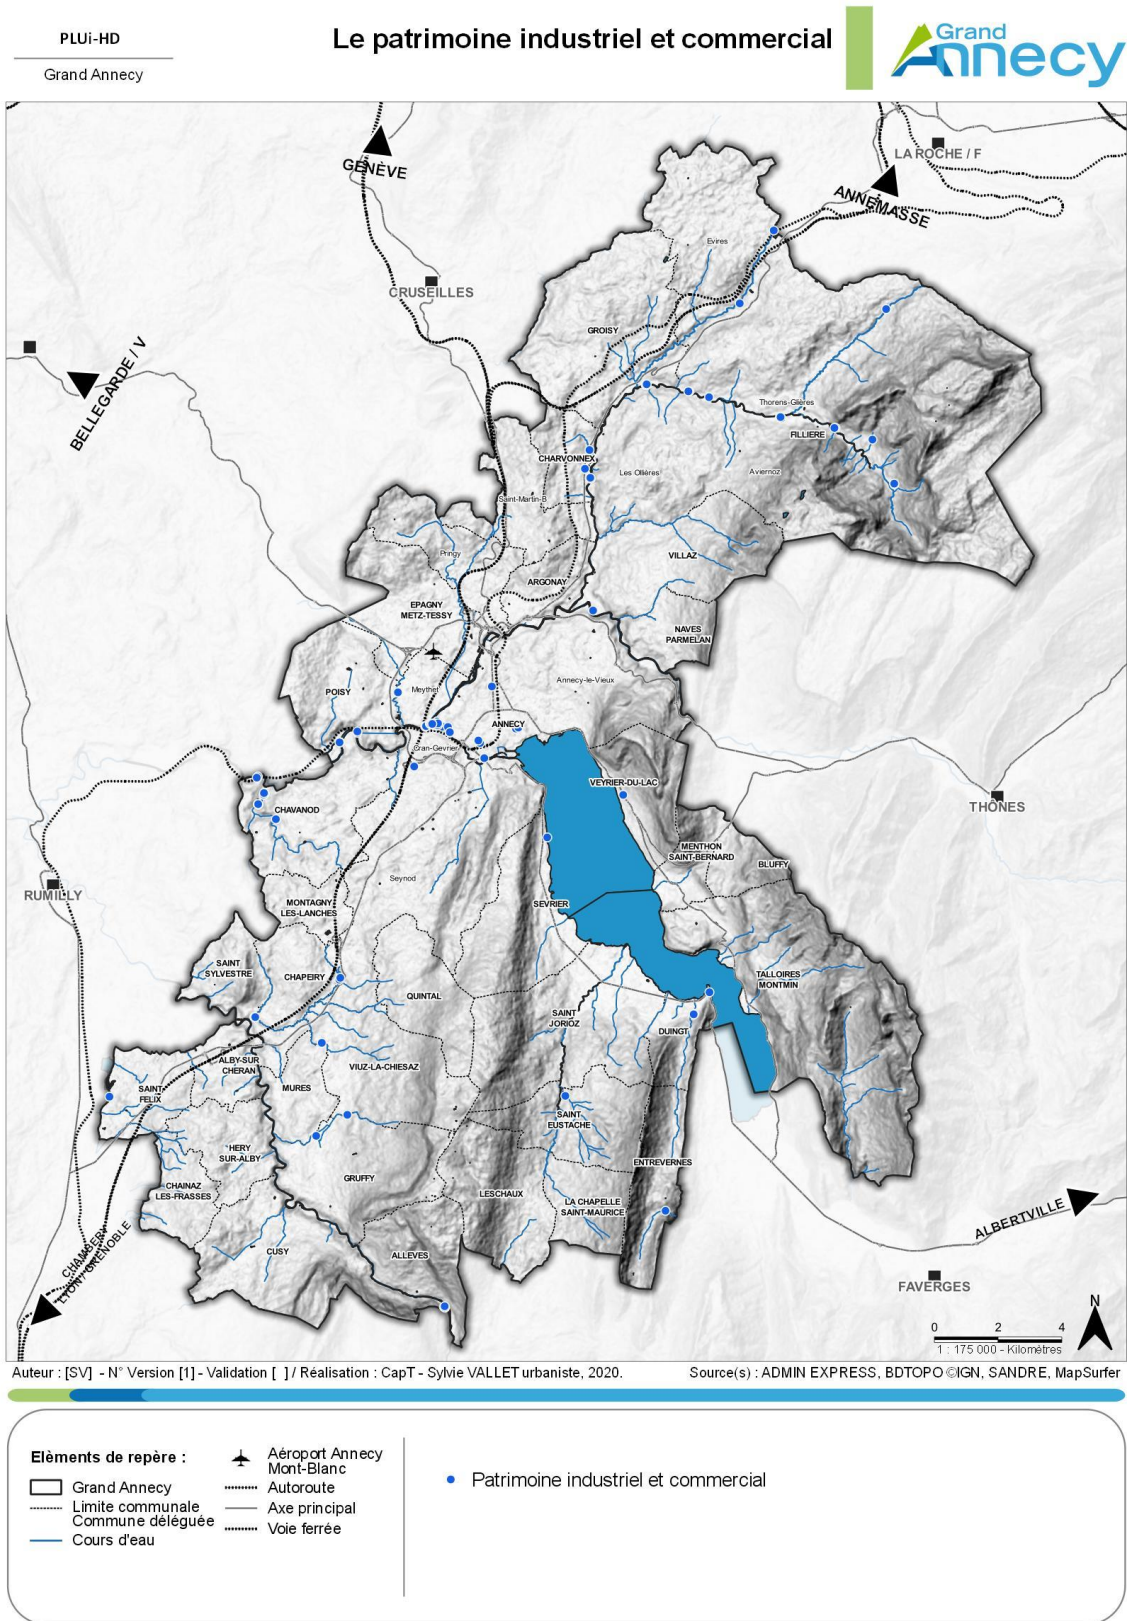 PLUi-HD
Grand Annecy
Le patrimoine industriel et commercial
Grand
Annecy
LA ROCHE / F
GENÈVE
ANNEMASSE
Evires
CRUSEILLES
GROISY
BELLEGARDE / V
Thorens-Glières
FILLIERE
CHARVONNEX
Les Ollières
Aviernoz
Saint-Martin-B
Pringy
VILLAZ
ARGONAY
EPAGNY
METZ-TESSY
NAVES
PARMELAN
Annecy-le-Vieux
POISY
Meythet
ANNECY
Cran-Gevrier
VEYRIER-DU-LAC
THÔNES
CHAVANOD
MENTHON
SAINT-BERNARD
BLUFFY
Seynod
RUMILLY
MONTAGNY
LES-LANCHES
SEVRIER
SAINT
SYLVESTRE
CHAPEIRY
TALLOIRES
MONTMIN
QUINTAL
SAINT
JORIOZ
DUINGT
ALBY-SUR
CHERAN
VIUZ-LA-CHIESAZ
SAINT
FELIX
MURES
SAINT
EUSTACHE
HERY
SUR-ALBY
ENTREVERNES
GRUFFY
CHAINAZ
LES-FRASSES
LESCHAUX
LA CHAPELLE
SAINT-MAURICE
ALBERTVILLE
CHAMBERY
LYON / GRENOBLE
CUSY
ALLEVES
FAVERGES
N
0 2 4
1 : 175 000 - Kilomètres
Auteur : [SV] - N° Version [1] - Validation [ ] / Réalisation : CapT - Sylvie VALLET urbaniste, 2020.
Source(s) : ADMIN EXPRESS, BDTOPO ©IGN, SANDRE, MapSurfer
Elèments de repère :
Grand Annecy
Limite communale
Commune déléguée
Cours d'eau
Aéroport Annecy
Mont-Blanc
Autoroute
Axe principal
Voie ferrée
Patrimoine industriel et commercial